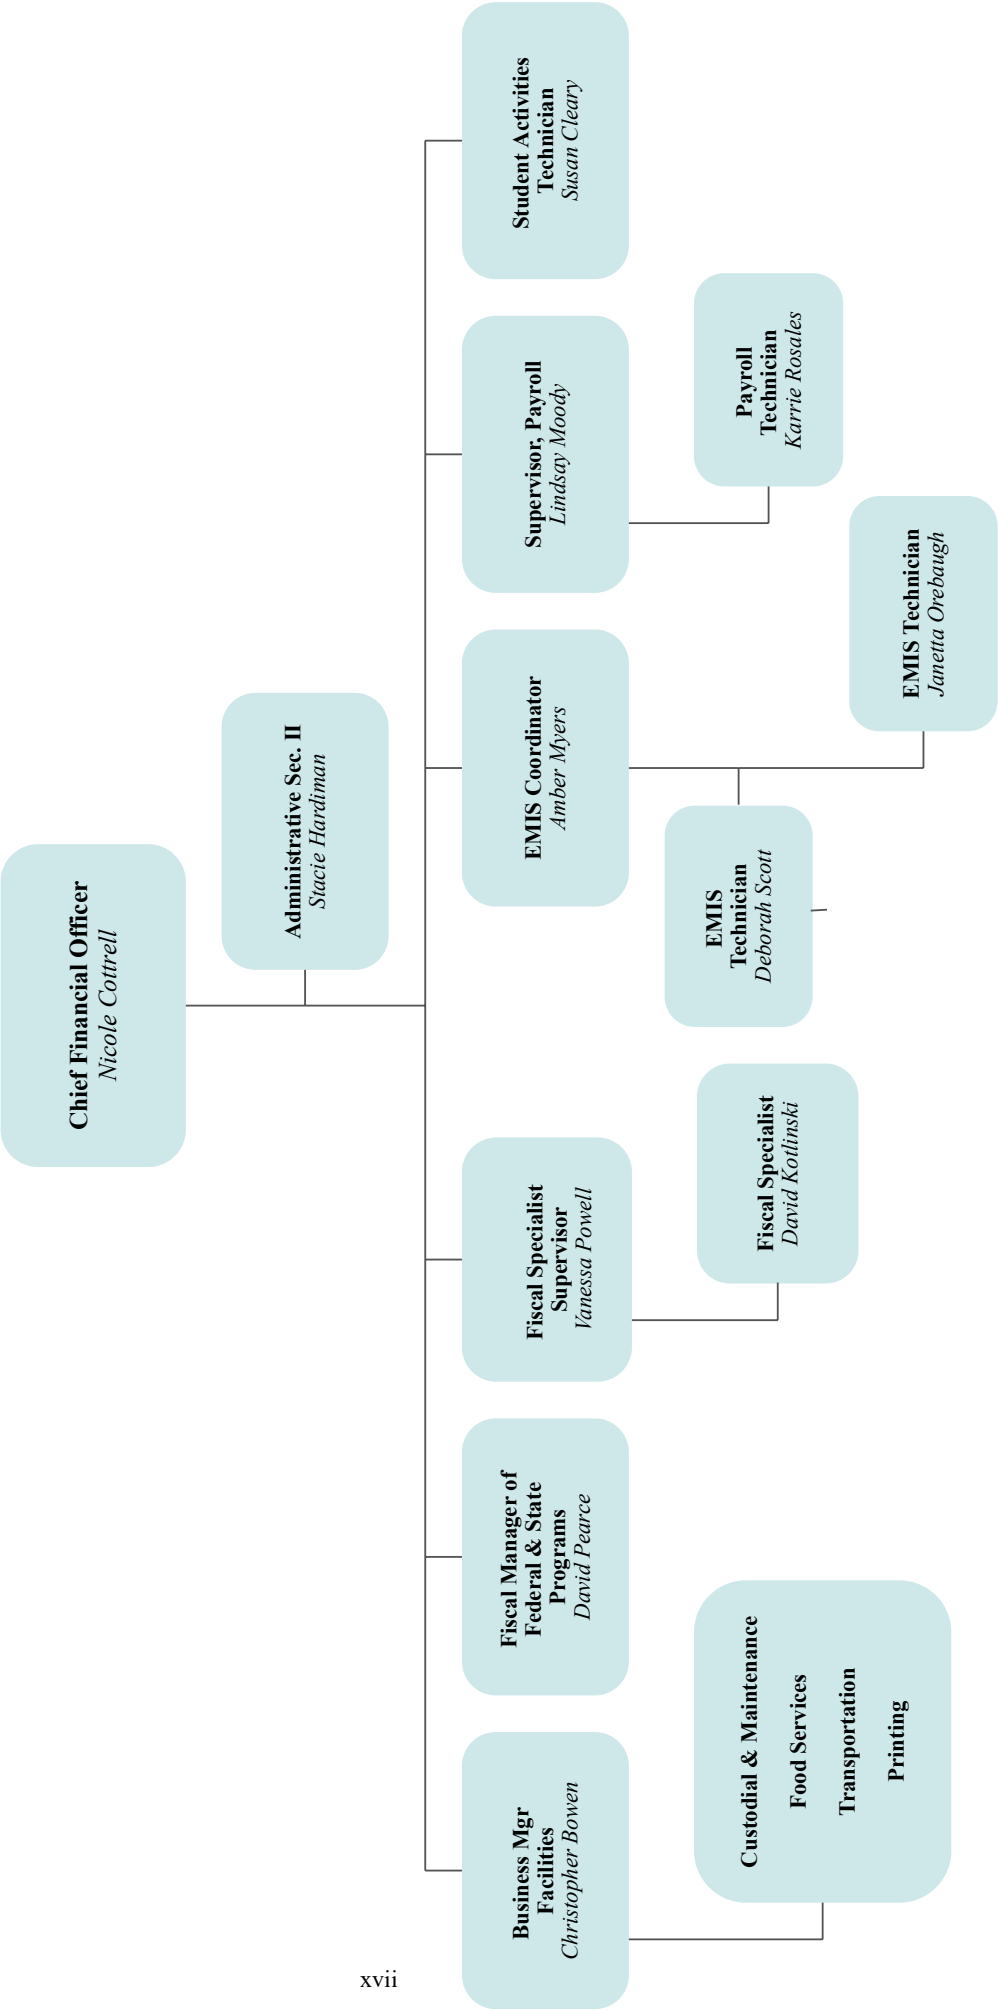 Chief Financial Officer
Nicole Cottrell
Administrative Sec. II
Stacie Hardiman
Business Mgr
Facilities
Christopher Bowen
Fiscal Manager of
Federal & State
Programs
David Pearce
Fiscal Specialist
Supervisor
Vanessa Powell
EMIS Coordinator
Amber Myers
Supervisor, Payroll
Lindsay Moody
Student Activities
Technician
Susan Cleary
Custodial & Maintenance
Food Services
Transportation
Printing
Fiscal Specialist
David Kotlinski
EMIS
Technician
Deborah Scott
EMIS Technician
Janetta Orebaugh
Payroll
Technician
Karrie Rosales
xvii